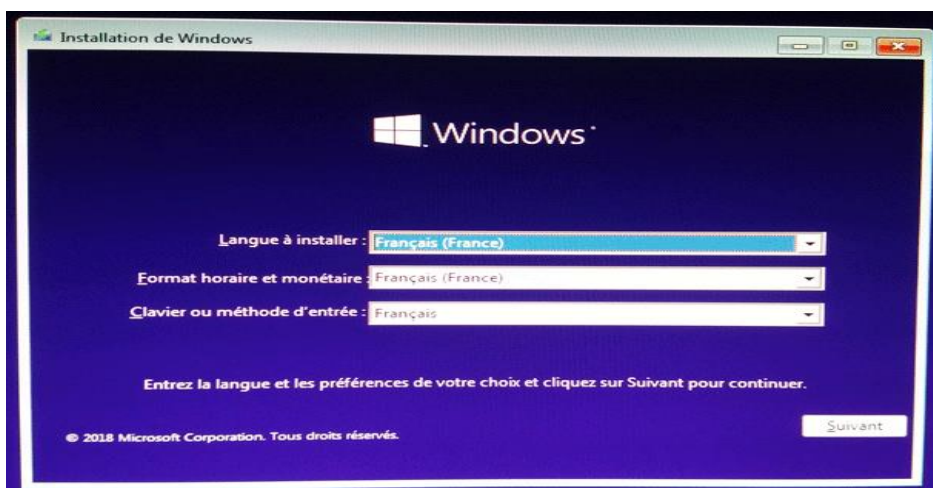 Installation de Windows
Windows
Langue à installer : Français (France)
Format horaire et monétaire : Français (France)
Clavier ou méthode d'entrée : Français
Entrez la langue et les préférences de votre choix et cliquez sur Suivant pour continuer.
© 2018 Microsoft Corporation. Tous droits réservés.
Suivant